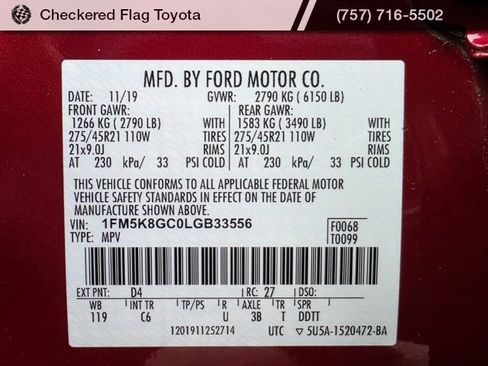 Checkered Flag Toyota (757) 716-5502
MFD. BY FORD MOTOR CO.
DATE: 11/19 GVWR: 2790 KG ( 6150 LB)
FRONT GAWR: REAR GAWR:
1266 KG ( 2790 LB) 1583 KG ( 3490 LB)
275/45R21 110W TIRES 275/45R21 110W TIRES
21x9.0J RIMS 21x9.0J RIMS
AT 230 kPa/ 33 PSI COLD AT 230 kPa/ 33 PSI COLD
THIS VEHICLE CONFORMS TO ALL APPLICABLE FEDERAL MOTOR
VEHICLE SAFETY STANDARDS IN EFFECT ON THE DATE OF
MANUFACTURE SHOWN ABOVE.
VIN: 1FM5K8GC0LGB33556 F0068
TYPE: MPV T0099
EXT PNT: D4 RC: 27 DSO:
WB INT TR TP/PS R AXLE T SPR
119 C6 U 3B T DDTT
1201911252714 UTC ▽ 5U5A-1520472-BA